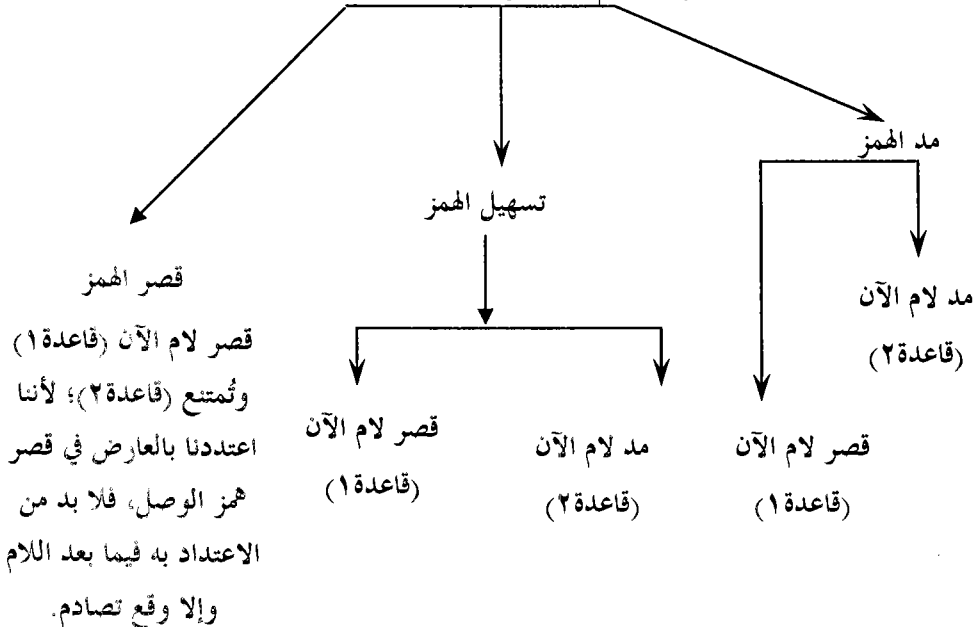 مد الهمز
مد لام الآن
(قاعدة٢)
قصر لام الآن
(قاعدة١)
تسهيل الهمز
مد لام الآن
(قاعدة٢)
قصر لام الآن
(قاعدة١)
قصر الهمز
قصر لام الآن (قاعدة١)
وتُمتنع (قاعدة٢)؛ لأننا
اعتددنا بالعارض في قصر
همز الوصل، فلا بد من
الاعتداد به فيما بعد اللام
وإلا وقع تصادم.